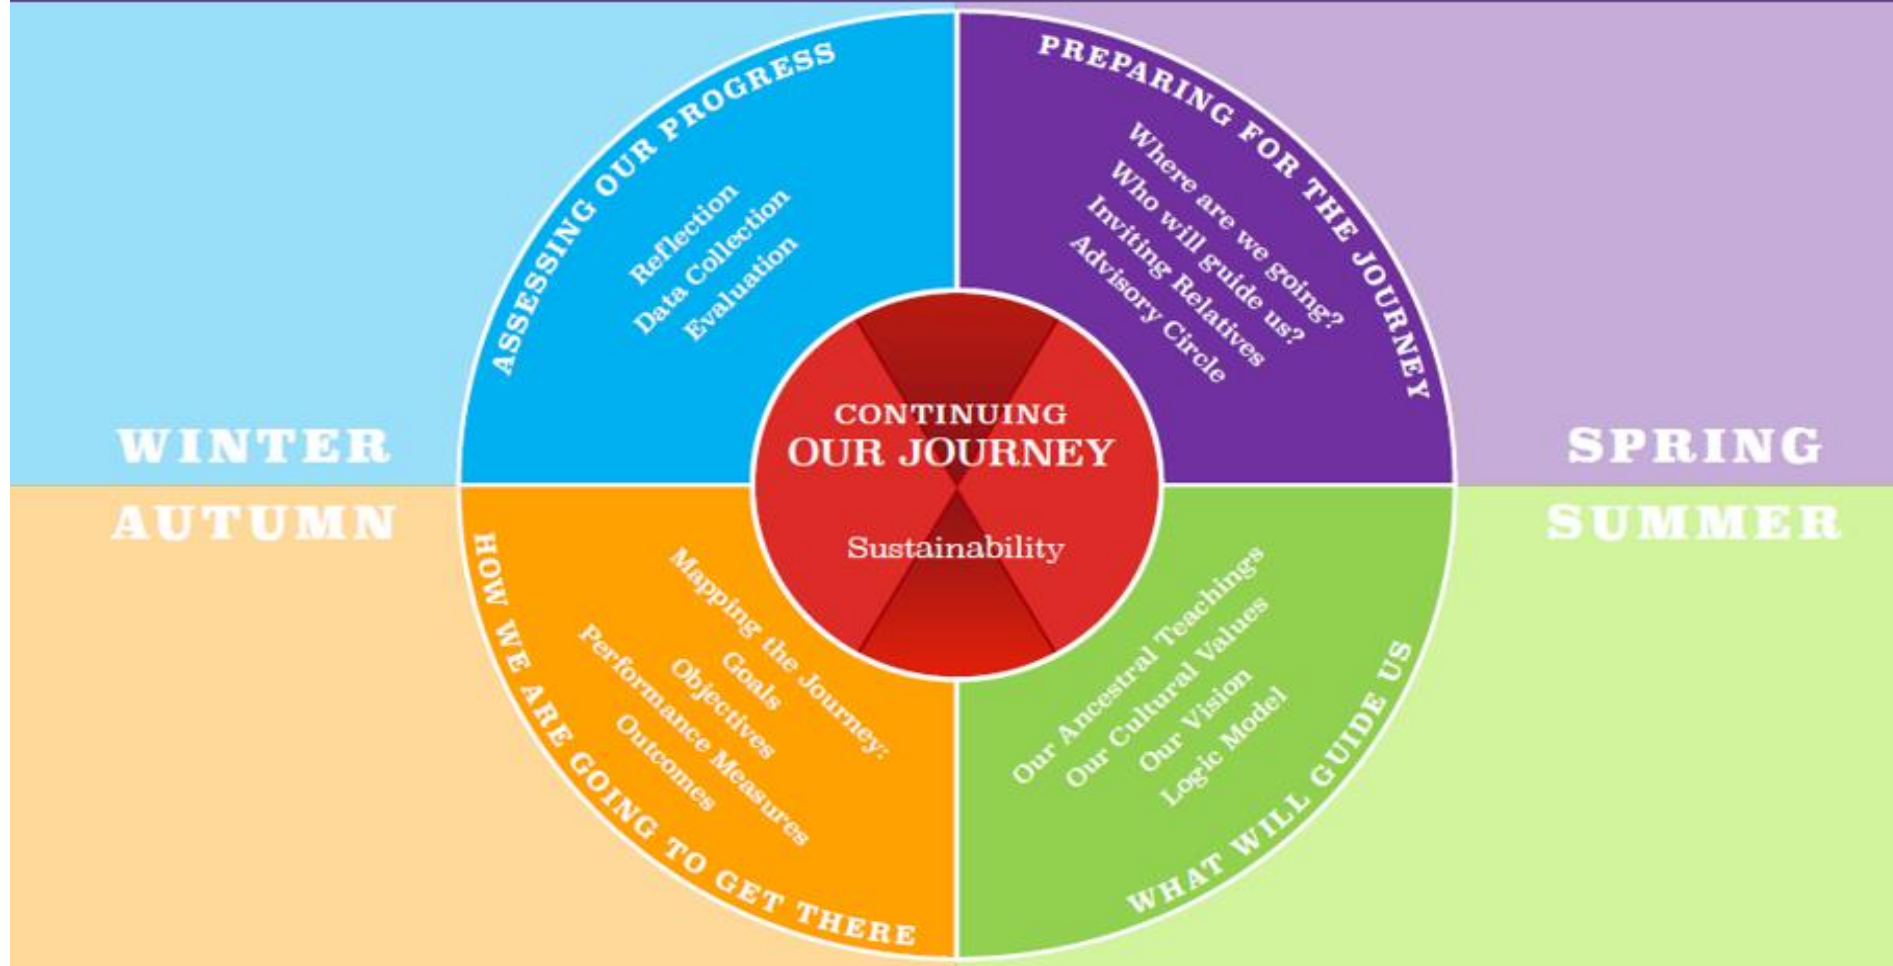 ASSESSING OUR PROGRESS
Reflection
Data Collection
Evaluation
WINTER
PREPARING FOR THE JOURNEY
Where are we going?
Who will guide us?
Inviting Relatives
Advisory Circle
SPRING
CONTINUING
OUR JOURNEY
Sustainability
AUTUMN
HOW WE ARE GOING TO GET THERE
Mapping the Journey:
Goals
Objectives
Performance Measures
Outcomes
SUMMER
Our Ancestral Teachings
Our Cultural Values
Our Vision
Logic Model
WHAT WILL GUIDE US